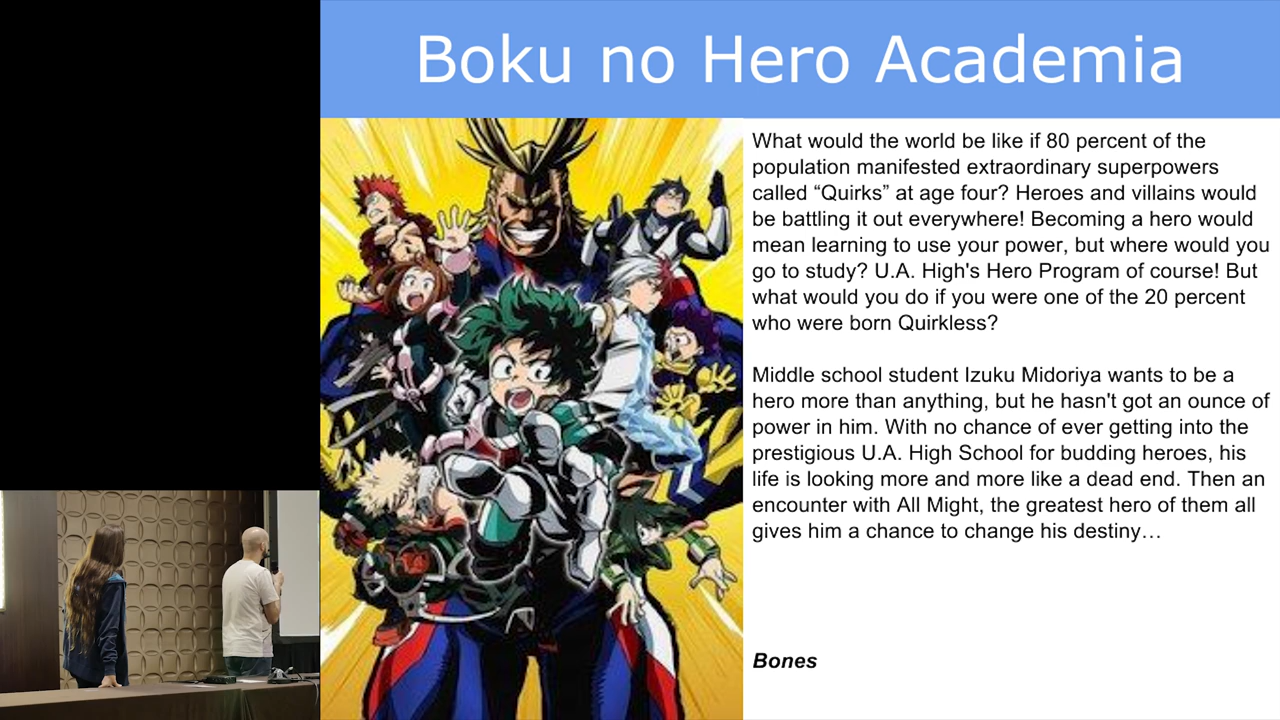 Boku no Hero Academia
What would the world be like if 80 percent of the
population manifested extraordinary superpowers
called “Quirks” at age four? Heroes and villains would
be battling it out everywhere! Becoming a hero would
mean learning to use your power, but where would you
go to study? U.A. High's Hero Program of course! But
what would you do if you were one of the 20 percent
who were born Quirkless?
Middle school student Izuku Midoriya wants to be a
hero more than anything, but he hasn't got an ounce of
power in him. With no chance of ever getting into the
prestigious U.A. High School for budding heroes, his
life is looking more and more like a dead end. Then an
encounter with All Might, the greatest hero of them all
gives him a chance to change his destiny…
Bones